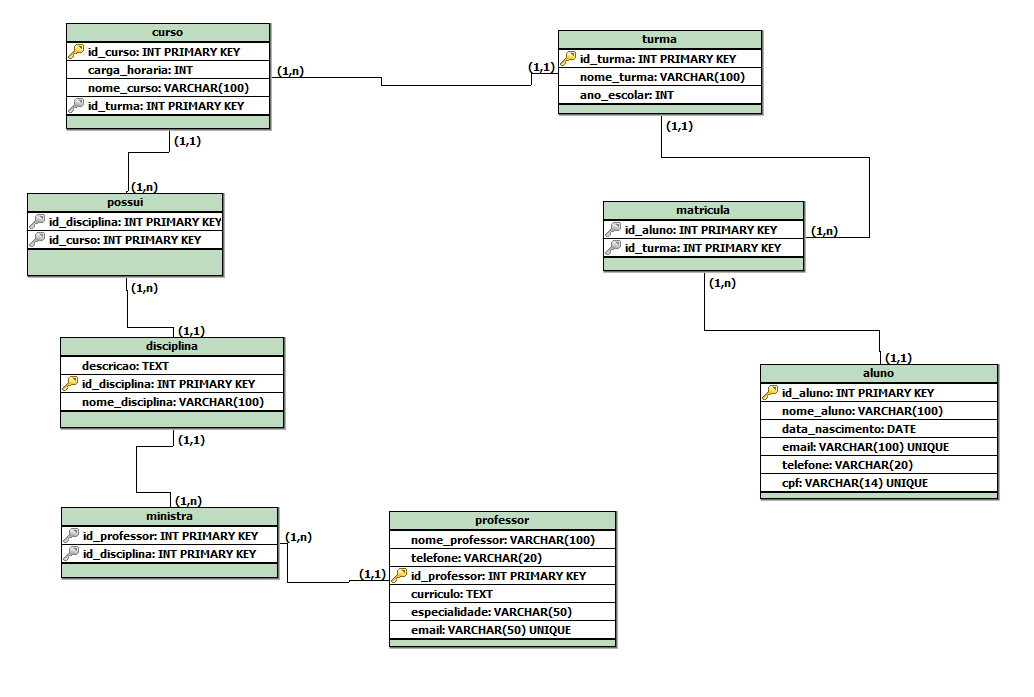 curso
id_curso: INT PRIMARY KEY
carga_horaria: INT
nome_curso: VARCHAR(100)
id_turma: INT PRIMARY KEY
(1,n)
(1,1)
turma
id_turma: INT PRIMARY KEY
nome_turma: VARCHAR(100)
ano_escolar: INT
(1,1)
(1,1)
(1,n)
possui
id_disciplina: INT PRIMARY KEY
id_curso: INT PRIMARY KEY
(1,n)
(1,1)
matricula
id_aluno: INT PRIMARY KEY
id_turma: INT PRIMARY KEY
(1,n)
(1,n)
(1,1)
disciplina
descricao: TEXT
id_disciplina: INT PRIMARY KEY
nome_disciplina: VARCHAR(100)
(1,1)
(1,n)
aluno
id_aluno: INT PRIMARY KEY
nome_aluno: VARCHAR(100)
data_nascimento: DATE
email: VARCHAR(100) UNIQUE
telefone: VARCHAR(20)
cpf: VARCHAR(14) UNIQUE
ministra
id_professor: INT PRIMARY KEY
id_disciplina: INT PRIMARY KEY
(1,n)
(1,1)
professor
nome_professor: VARCHAR(100)
telefone: VARCHAR(20)
id_professor: INT PRIMARY KEY
curriculo: TEXT
especialidade: VARCHAR(50)
email: VARCHAR(50) UNIQUE